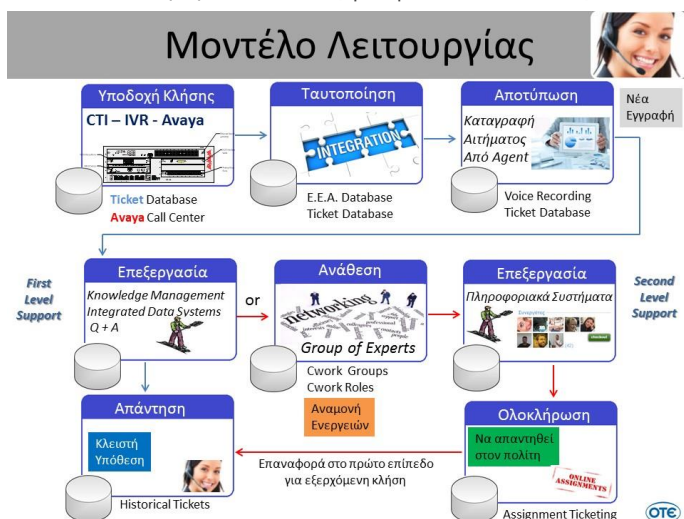 Μοντέλο Λειτουργίας
Υποδοχή Κλήσης
CTI – IVR - Avaya
Ticket Database
Avaya Call Center
Ταυτοποίηση
INTEGRATION
E.E.A. Database
Ticket Database
Αποτύπωση
Καταγραφή
Αιτήματος
Από Agent
Voice Recording
Ticket Database
Νέα
Εγγραφή
First
Level
Support
Επεξεργασία
Knowledge Management
Integrated Data Systems
Q + A
or
Ανάθεση
networking
Group of Experts
Cwork Groups
Cwork Roles
Αναμονή
Ενεργειών
Επεξεργασία
Πληροφοριακά Συστήματα
Second
Level
Support
Απάντηση
Κλειστή
Υπόθεση
Historical Tickets
Επαναφορά στο πρώτο επίπεδο
για εξερχόμενη κλήση
Ολοκλήρωση
Να απαντηθεί
στον πολίτη
ONLINE
ASSIGNMENTS
Assignment Ticketing
OTE